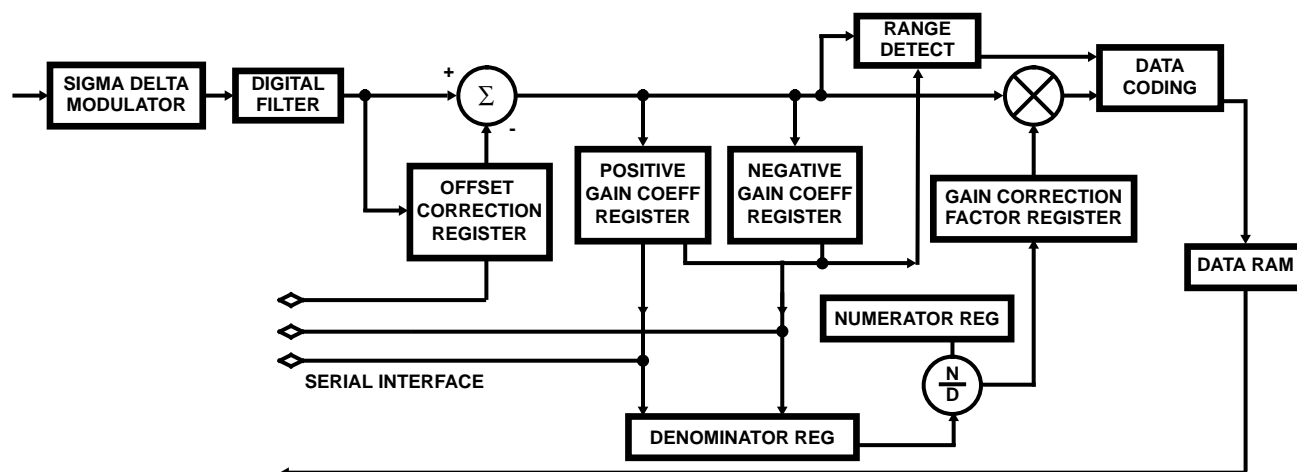 RANGE
DETECT
SIGMA DELTA
MODULATOR
DIGITAL
FILTER
+
Σ
-
DATA
CODING
OFFSET
CORRECTION
REGISTER
POSITIVE
GAIN COEFF
REGISTER
NEGATIVE
GAIN COEFF
REGISTER
GAIN CORRECTION
FACTOR REGISTER
DATA RAM
NUMERATOR REG
SERIAL INTERFACE
N
D
DENOMINATOR REG